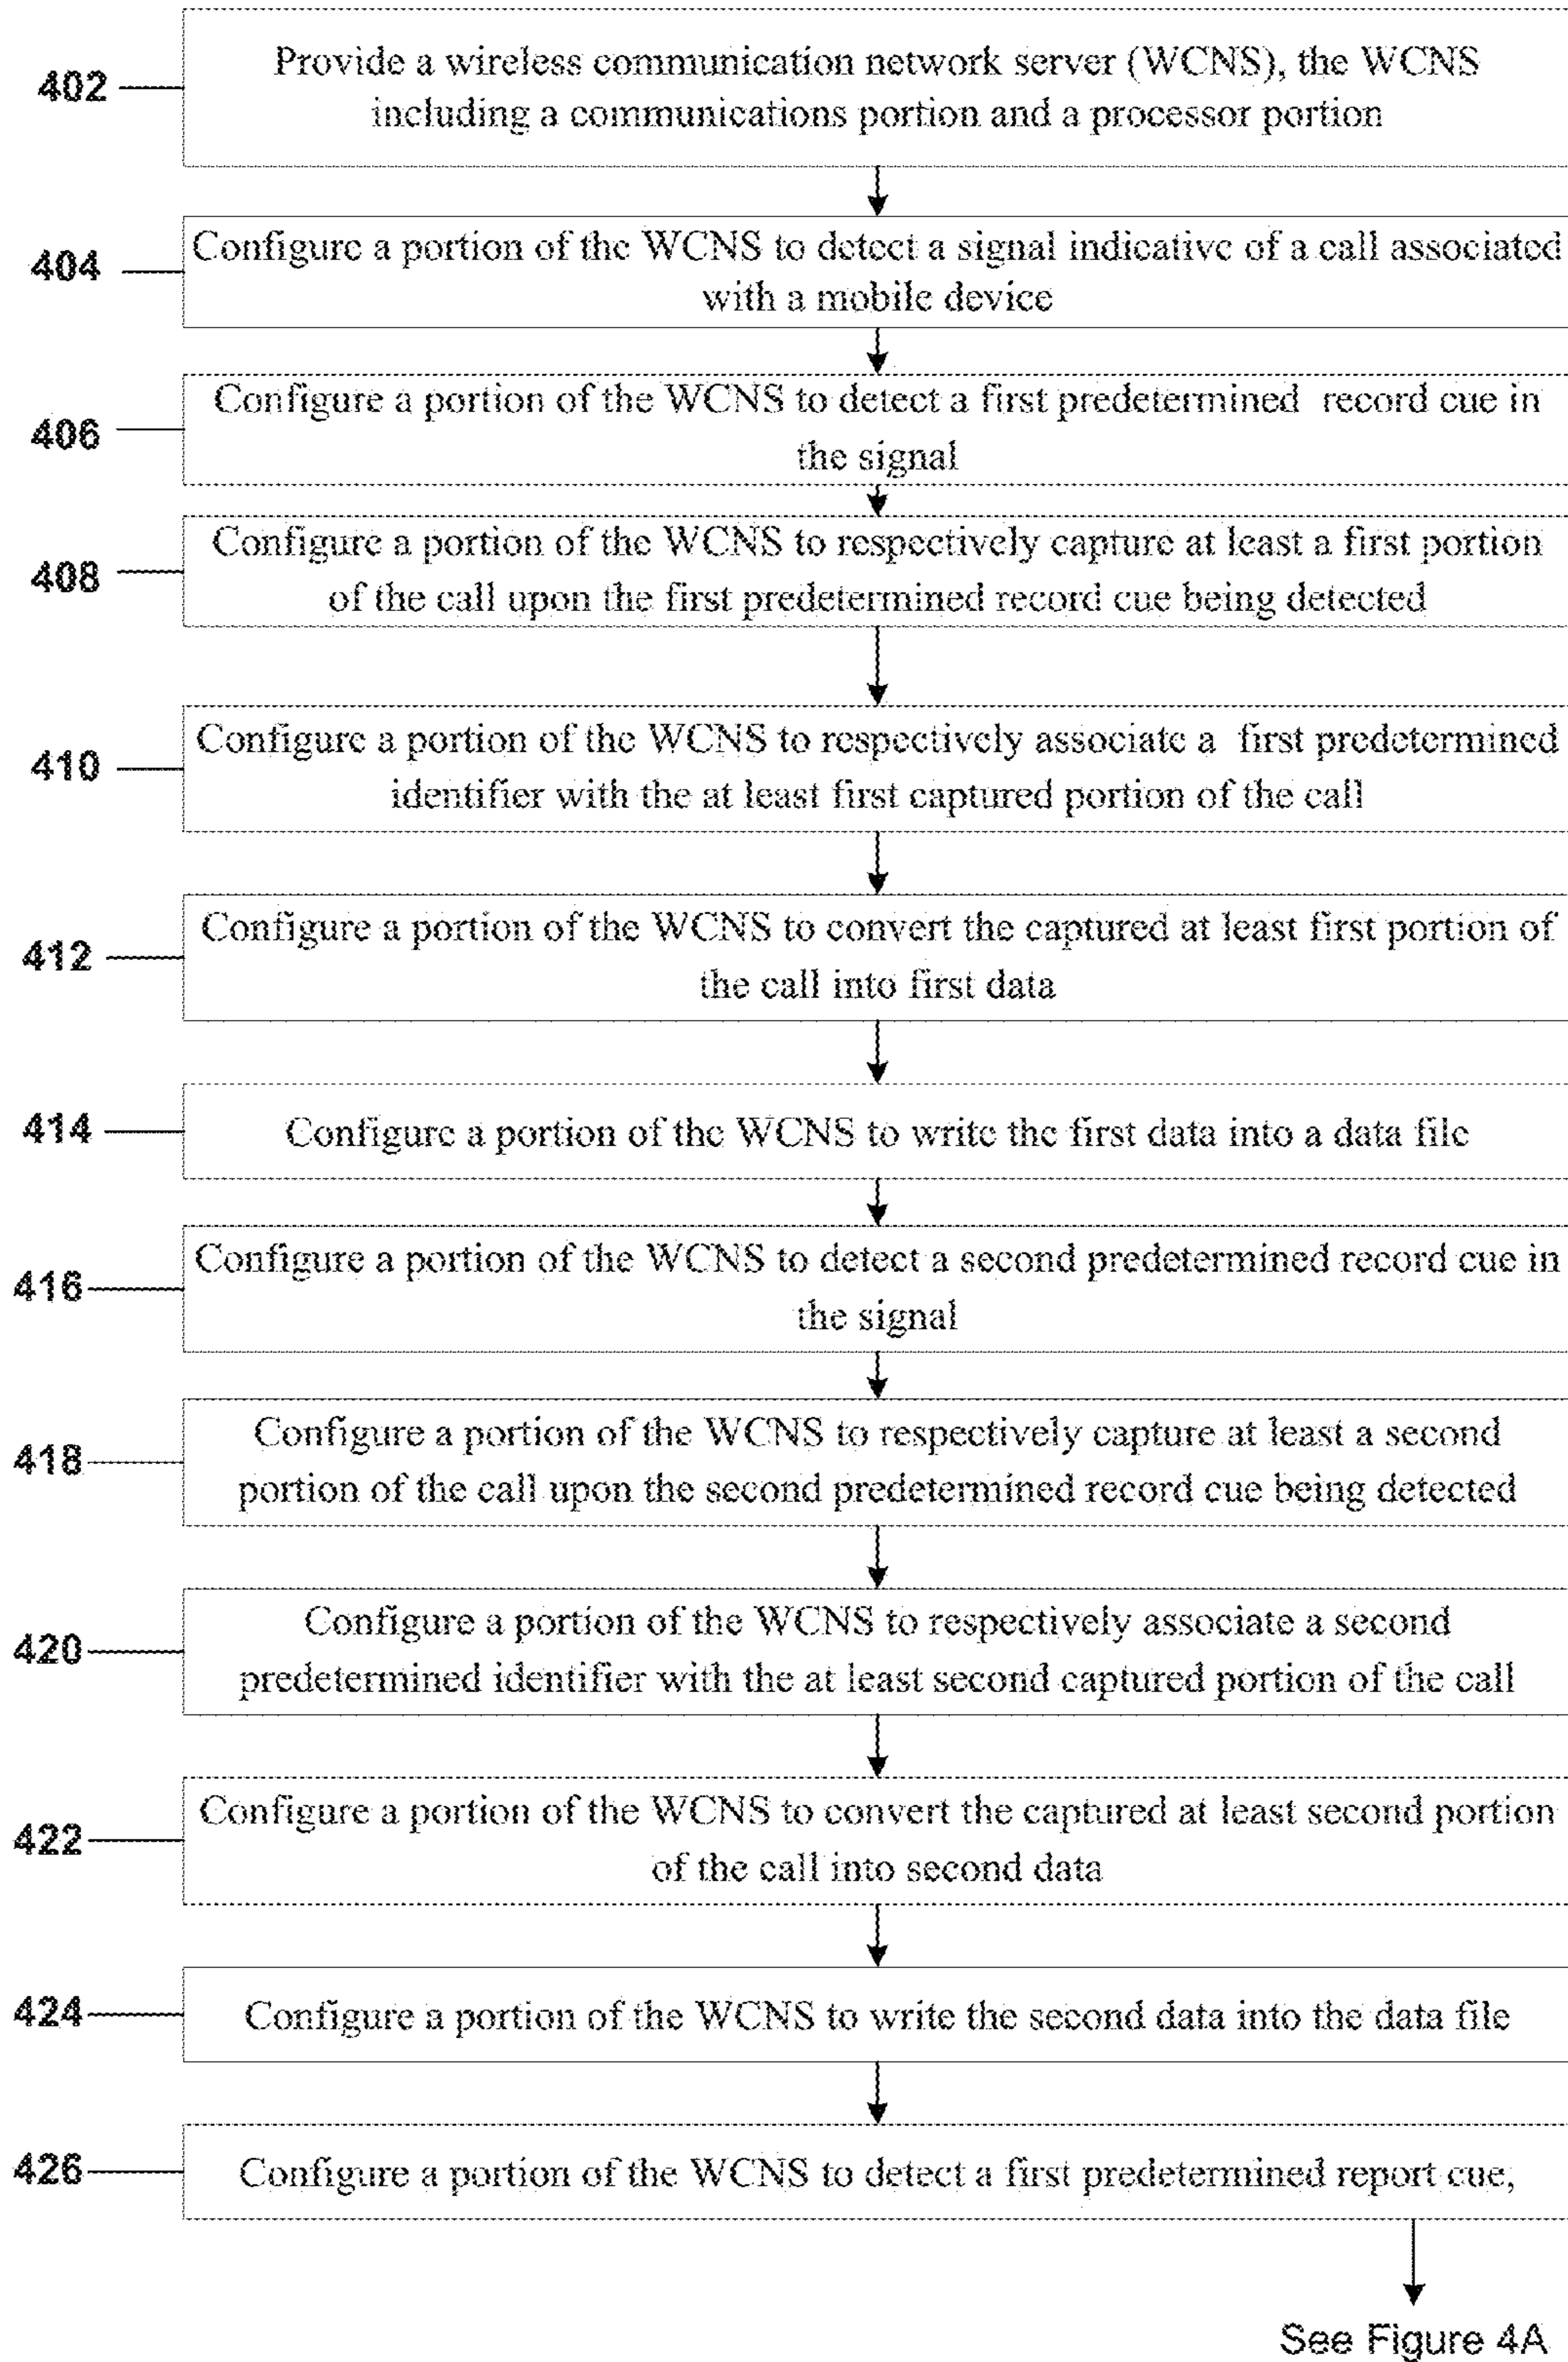 402
Provide a wireless communication network server (WCNS), the WCNS
including a communications portion and a processor portion
404
Configure a portion of the WCNS to detect a signal indicative of a call associated
with a mobile device
406
Configure a portion of the WCNS to detect a first predetermined record cue in
the signal
408
Configure a portion of the WCNS to respectively capture at least a first portion
of the call upon the first predetermined record cue being detected
410
Configure a portion of the WCNS to respectively associate a first predetermined
identifier with the at least first captured portion of the call
412
Configure a portion of the WCNS to convert the captured at least first portion of
the call into first data
414
Configure a portion of the WCNS to write the first data into a data file
416
Configure a portion of the WCNS to detect a second predetermined record cue in
the signal
418
Configure a portion of the WCNS to respectively capture at least a second
portion of the call upon the second predetermined record cue being detected
420
Configure a portion of the WCNS to respectively associate a second
predetermined identifier with the at least second captured portion of the call
422
Configure a portion of the WCNS to convert the captured at least second portion
of the call into second data
424
Configure a portion of the WCNS to write the second data into the data file
426
Configure a portion of the WCNS to detect a first predetermined report cue,
See Figure 4A